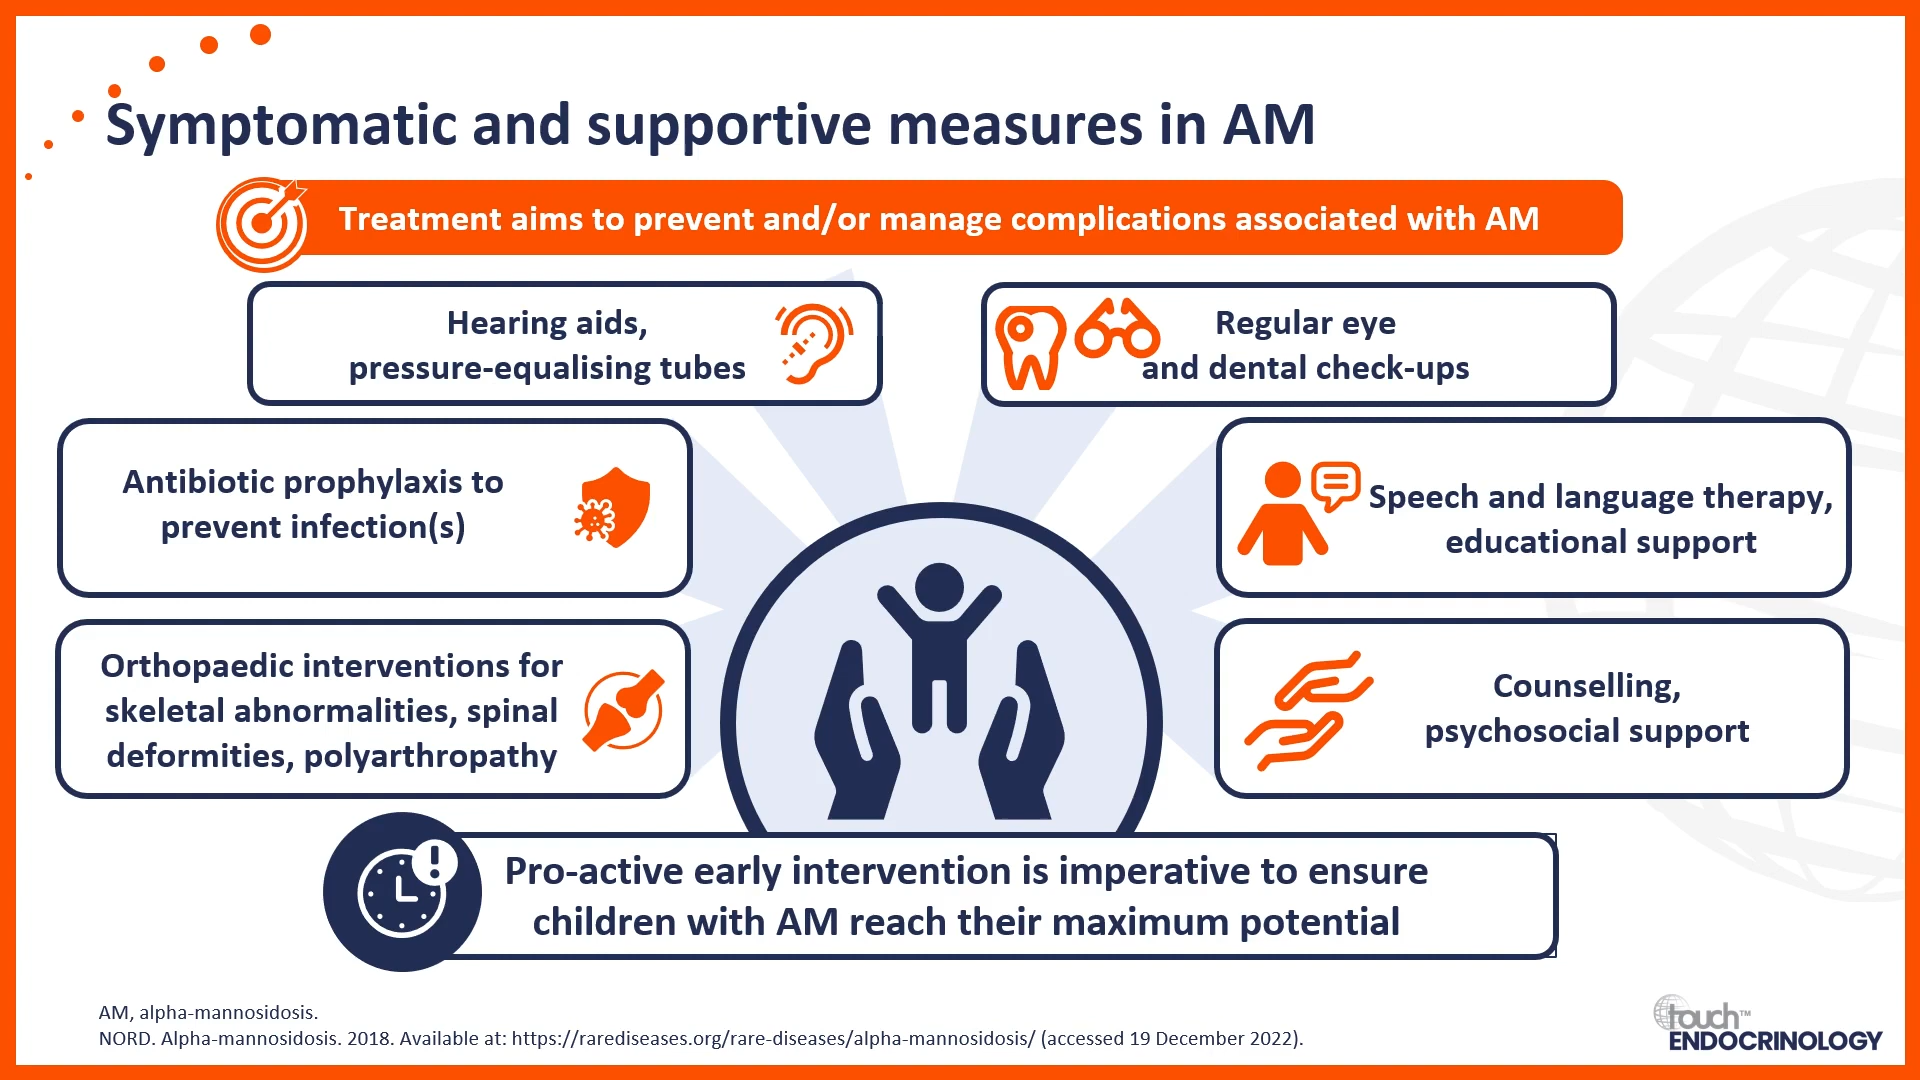 Symptomatic and supportive measures in AM
Treatment aims to prevent and/or manage complications associated with AM
Hearing aids,
pressure-equalising tubes
Regular eye
and dental check-ups
Antibiotic prophylaxis to
prevent infection(s)
Speech and language therapy,
educational support
Orthopaedic interventions for
skeletal abnormalities, spinal
deformities, polyarthropathy
Counselling,
psychosocial support
Pro-active early intervention is imperative to ensure
children with AM reach their maximum potential
AM, alpha-mannosidosis.
NORD. Alpha-mannosidosis. 2018. Available at: https://rarediseases.org/rare-diseases/alpha-mannosidosis/ (accessed 19 December 2022).
touch™
ENDOCRINOLOGY